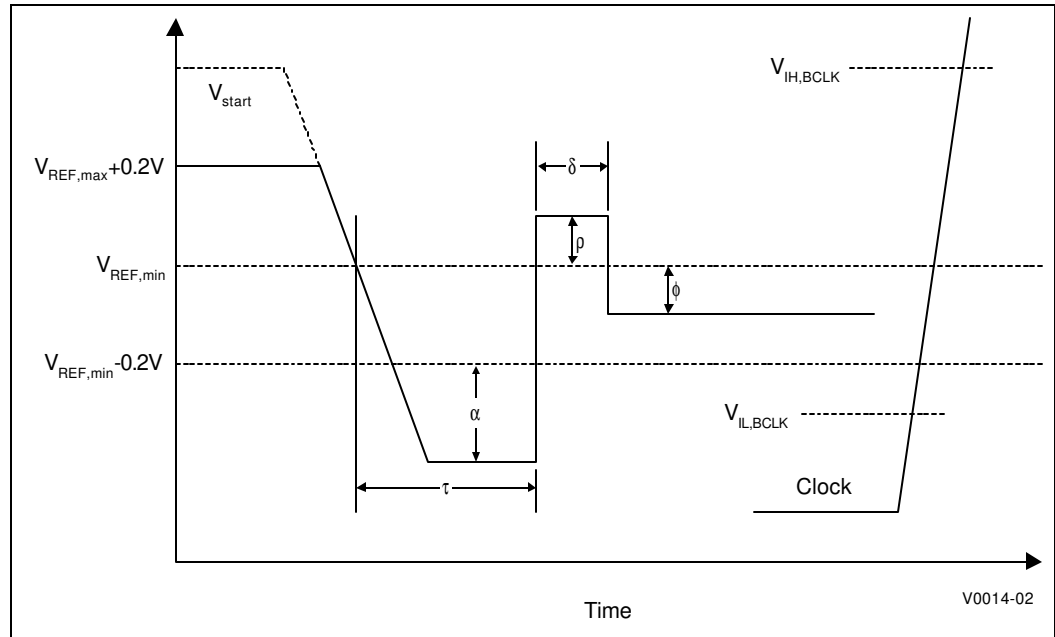 V_IH,BCLK
V_start
V_REF,max+0.2V
δ
ρ
V_REF,min
ϕ
V_REF,min-0.2V
α
V_IL,BCLK
τ
Clock
Time
V0014-02